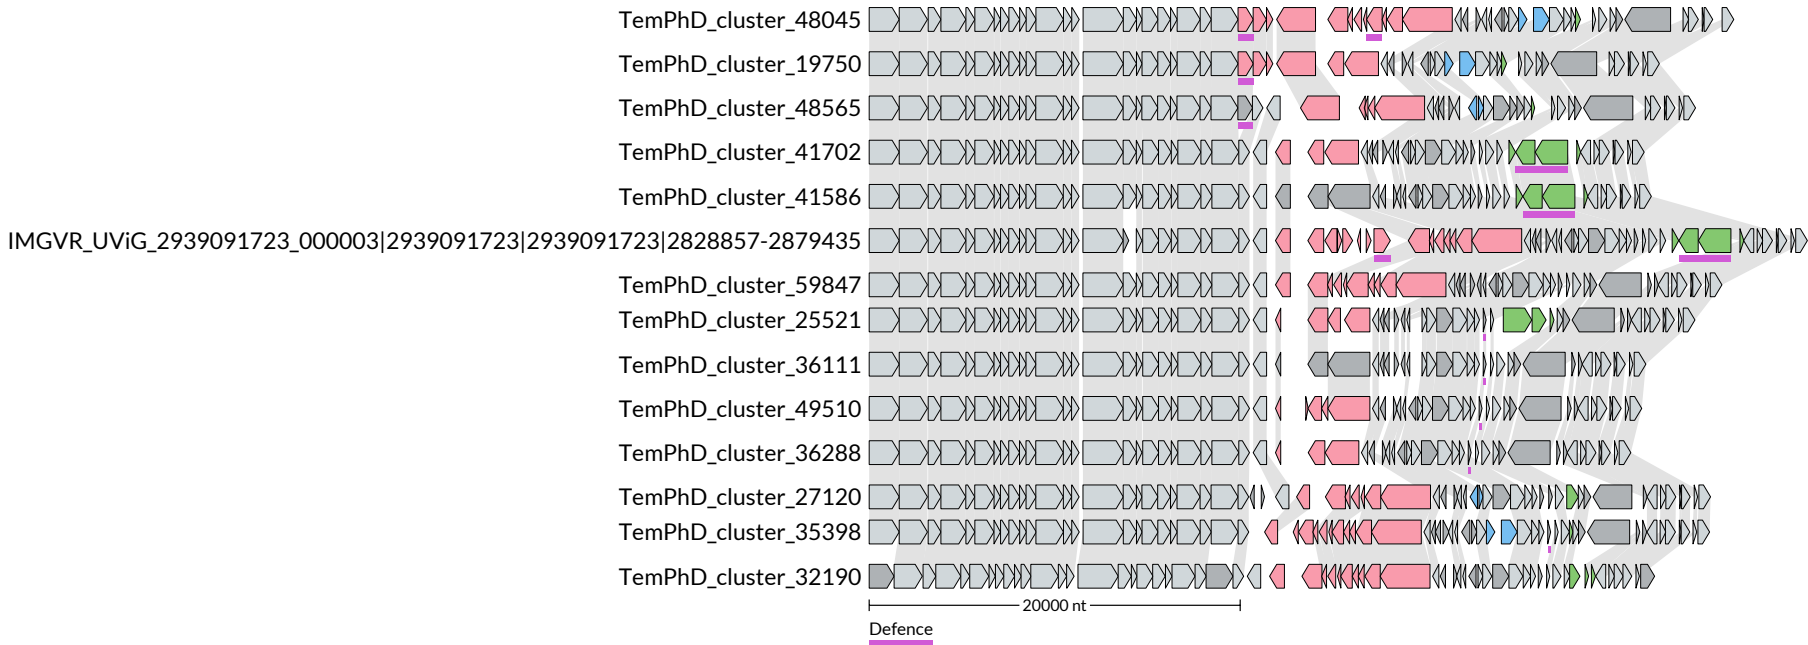 TemPhD_cluster_48045
TemPhD_cluster_19750
TemPhD_cluster_48565
TemPhD_cluster_41702
TemPhD_cluster_41586
IMGVR_UViG_2939091723_000003|2939091723|2939091723|2828857-2879435
TemPhD_cluster_59847
TemPhD_cluster_25521
TemPhD_cluster_36111
TemPhD_cluster_49510
TemPhD_cluster_36288
TemPhD_cluster_27120
TemPhD_cluster_35398
TemPhD_cluster_32190
20000 nt
Defence